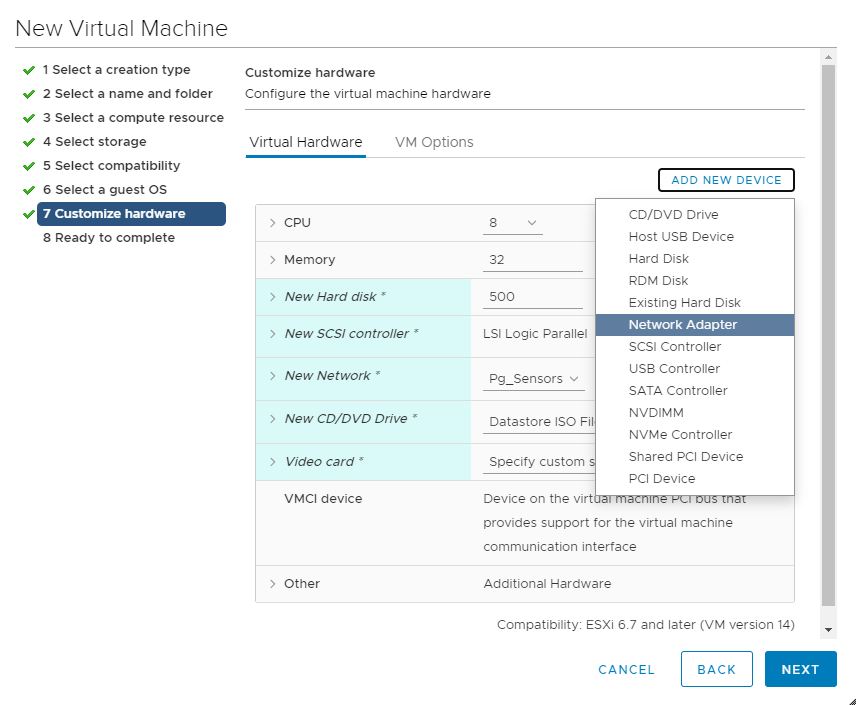 New Virtual Machine
1 Select a creation type
2 Select a name and folder
3 Select a compute resource
4 Select storage
5 Select compatibility
6 Select a guest OS
7 Customize hardware
8 Ready to complete
Customize hardware
Configure the virtual machine hardware
Virtual Hardware
VM Options
ADD NEW DEVICE
CD/DVD Drive
Host USB Device
Hard Disk
RDM Disk
Existing Hard Disk
Network Adapter
SCSI Controller
USB Controller
SATA Controller
NVDIMM
NVMe Controller
Shared PCI Device
PCI Device
CPU 8
Memory 32
New Hard disk * 500
New SCSI controller * LSI Logic Parallel
New Network * Pg_Sensors
New CD/DVD Drive * Datastore ISO Fil
Video card * Specify custom s
VMCI device Device on the virtual machine PCI bus that
provides support for the virtual machine
communication interface
Other Additional Hardware
Compatibility: ESXi 6.7 and later (VM version 14)
CANCEL
BACK
NEXT